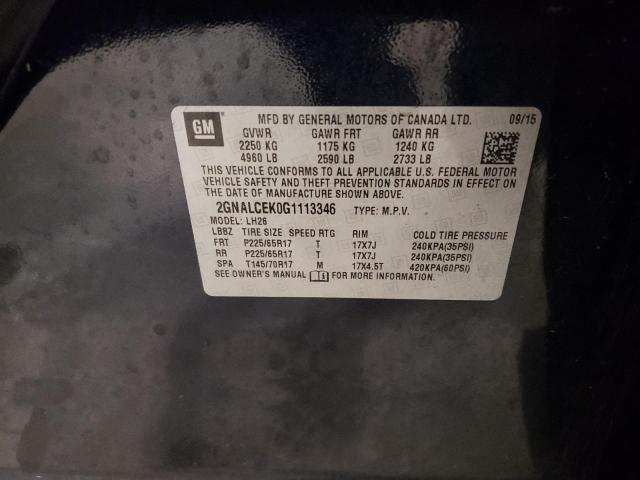 GM
MFD BY GENERAL MOTORS OF CANADA LTD. 09/15
GVWR GAWR FRT GAWR RR
2250 KG 1175 KG 1240 KG
4960 LB 2590 LB 2733 LB
THIS VEHICLE CONFORMS TO ALL APPLICABLE U.S. FEDERAL MOTOR
VEHICLE SAFETY AND THEFT PREVENTION STANDARDS IN EFFECT ON
THE DATE OF MANUFACTURE SHOWN ABOVE.
2GNALCEK0G1113346 TYPE: M.P.V.
MODEL: LH26
LBBZ TIRE SIZE SPEED RTG RIM COLD TIRE PRESSURE
FRT P225/65R17 T 17X7J 240KPA(35PSI)
RR P225/65R17 T 17X7J 240KPA(35PSI)
SPA T145/70R17 M 17X4.5T 420KPA(60PSI)
SEE OWNER'S MANUAL FOR MORE INFORMATION.